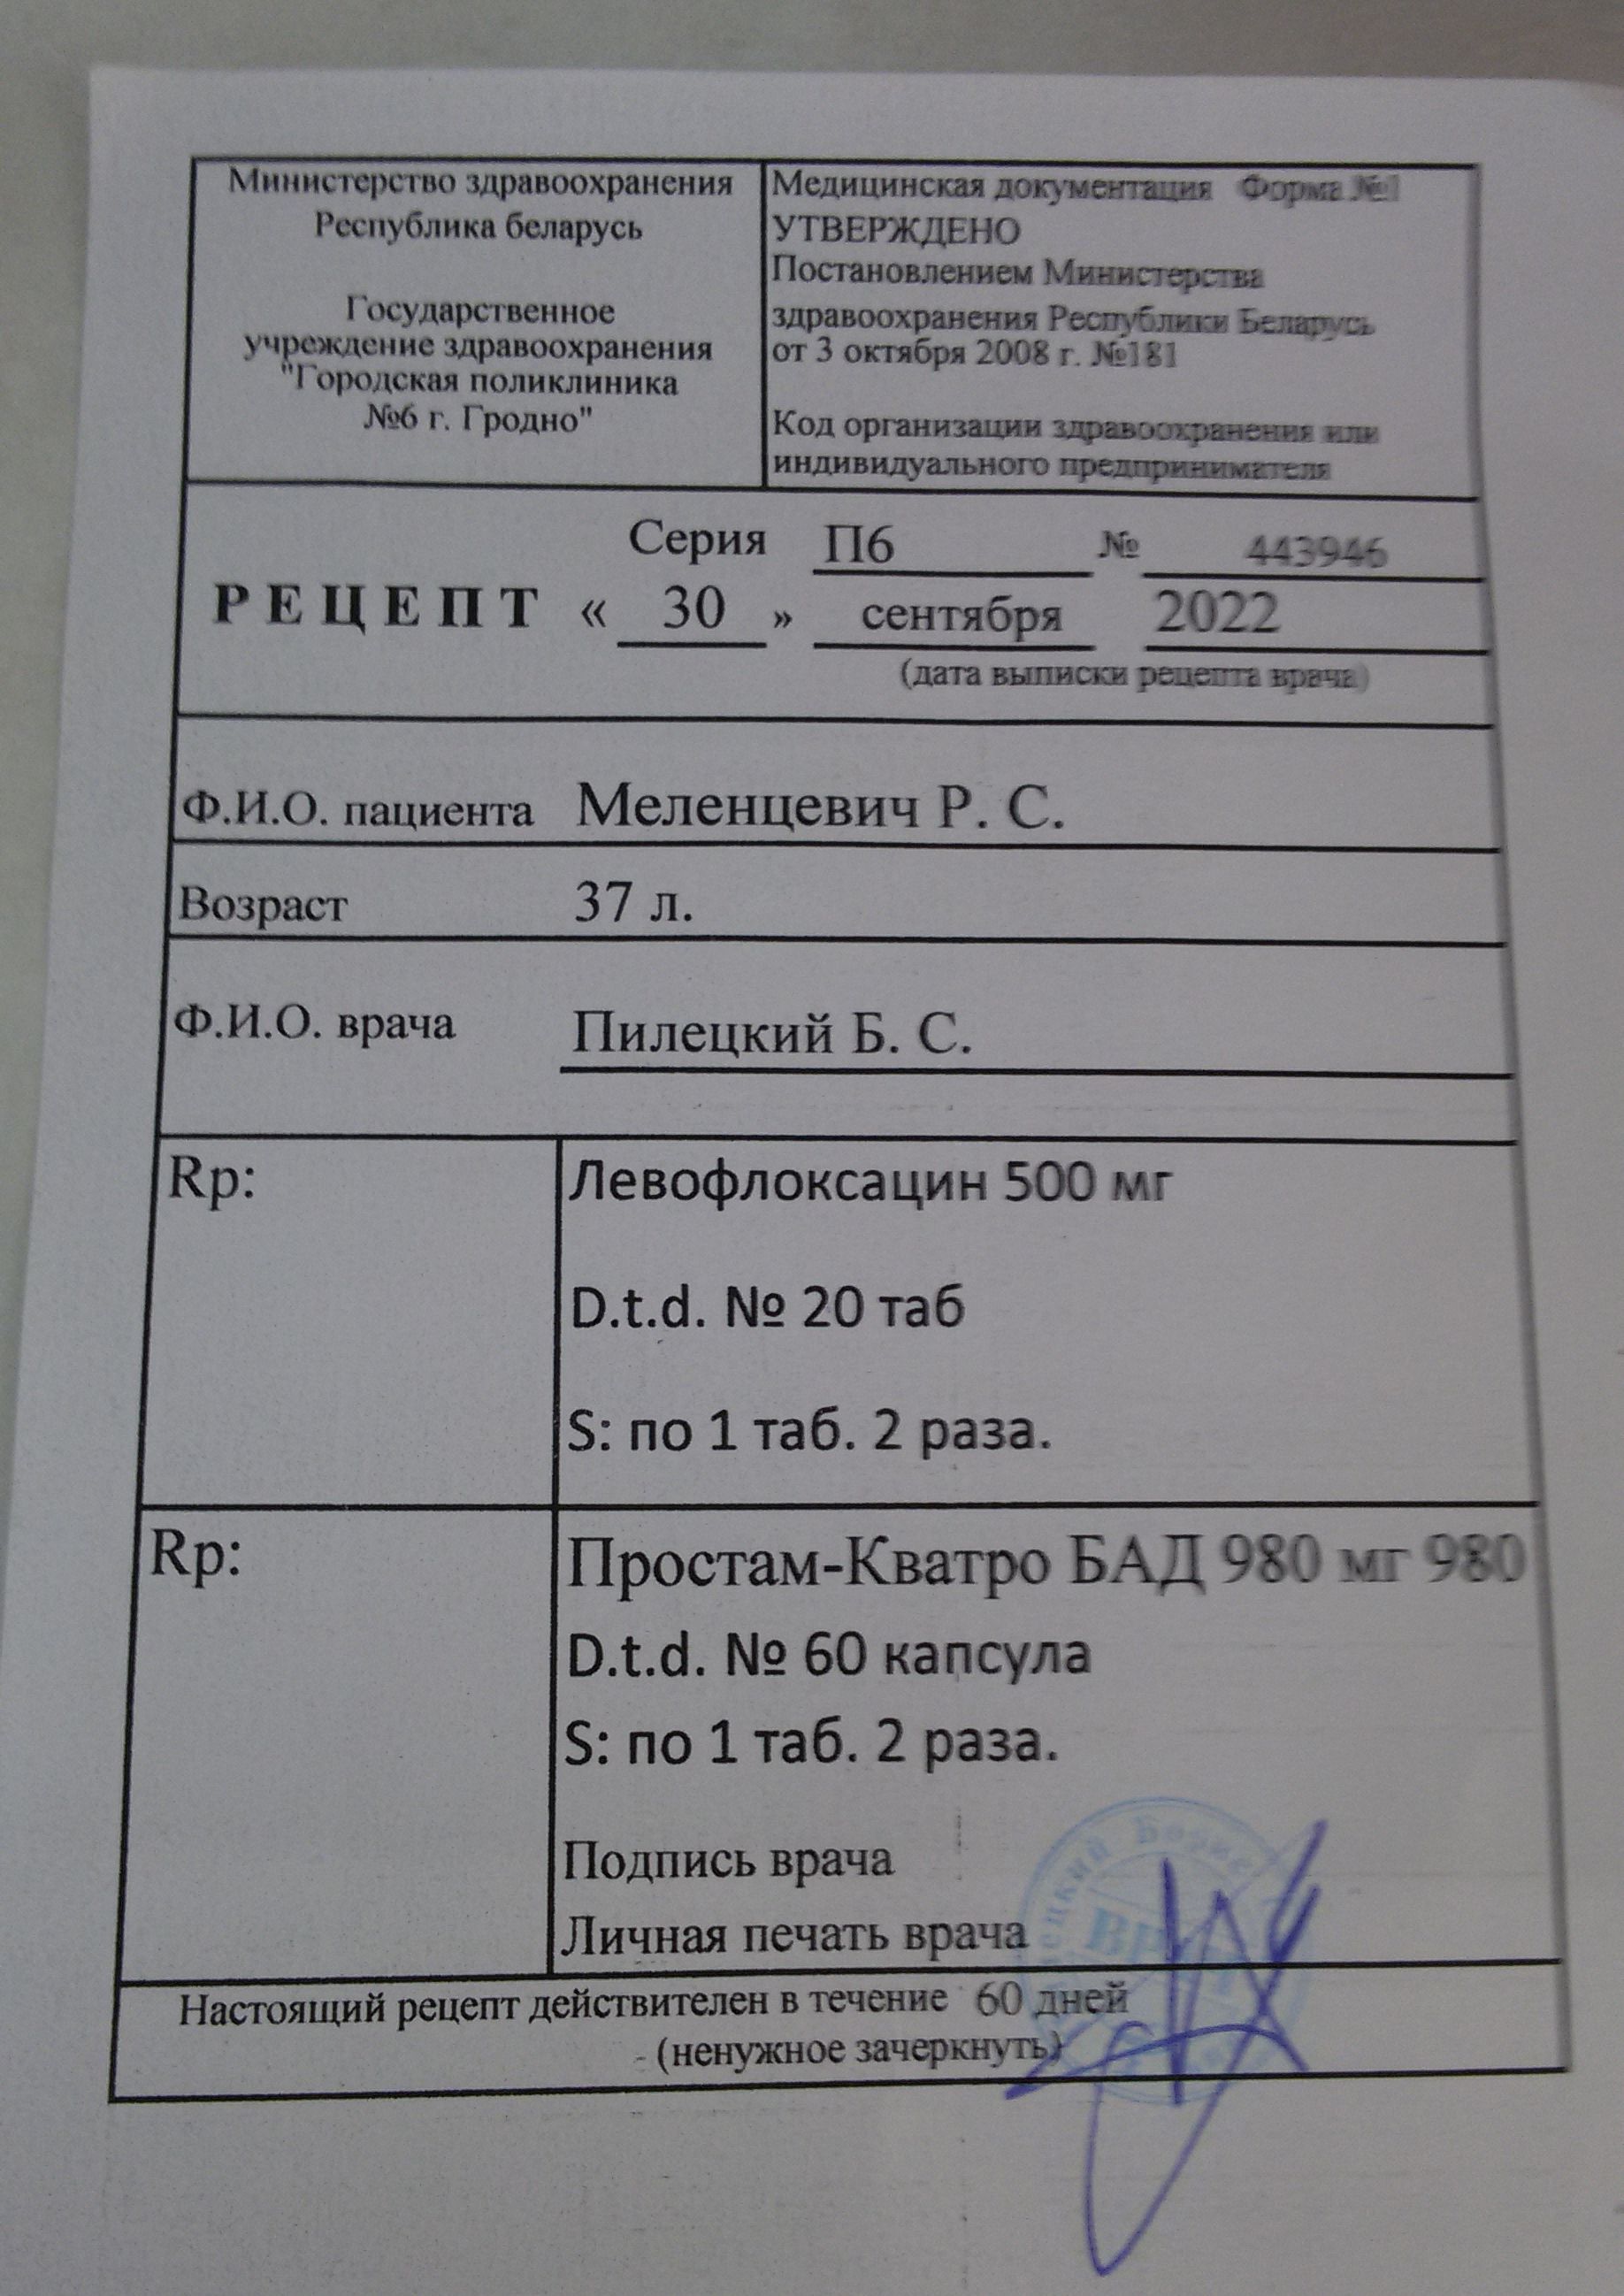 Министерство здравоохранения
Республика беларусь
Государственное
учреждение здравоохранения
"Городская поликлиника
№6 г. Гродно"
Медицинская документация Форма №1
УТВЕРЖДЕНО
Постановлением Министерства
здравоохранения Республики Беларусь
от 3 октября 2008 г. №181
Код организации здравоохранения или
индивидуального предпринимателя
Серия П6 № 443946
РЕЦЕПТ « 30 » сентября 2022
(дата выписки рецепта врача)
Ф.И.О. пациента Меленцевич Р. С.
Возраст 37 л.
Ф.И.О. врача Пилецкий Б. С.
Rp: Левофлоксацин 500 мг
D.t.d. № 20 таб
S: по 1 таб. 2 раза.
Rp: Простам-Кватро БАД 980 мг 980
D.t.d. № 60 капсула
S: по 1 таб. 2 раза.
Подпись врача
Личная печать врача
Настоящий рецепт действителен в течение 60 дней
- (ненужное зачеркнуть)